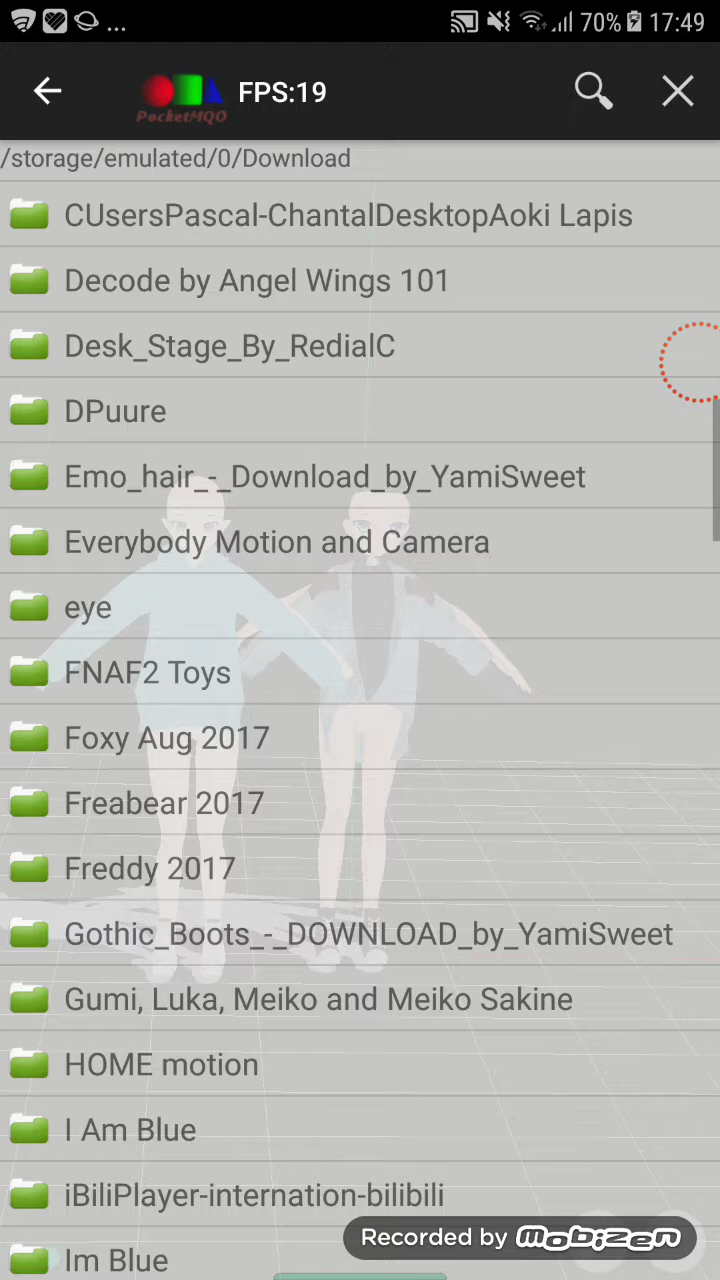 ... 70% 17:49
PocketMQO FPS:19
/storage/emulated/0/Download
CUsersPascal-ChantalDesktopAoki Lapis
Decode by Angel Wings 101
Desk_Stage_By_RedialC
DPuure
Emo_hair_-_Download_by_YamiSweet
Everybody Motion and Camera
eye
FNAF2 Toys
Foxy Aug 2017
Freabear 2017
Freddy 2017
Gothic_Boots_-_DOWNLOAD_by_YamiSweet
Gumi, Luka, Meiko and Meiko Sakine
HOME motion
I Am Blue
iBiliPlayer-internation-bilibili
Recorded by mobizen
Im Blue